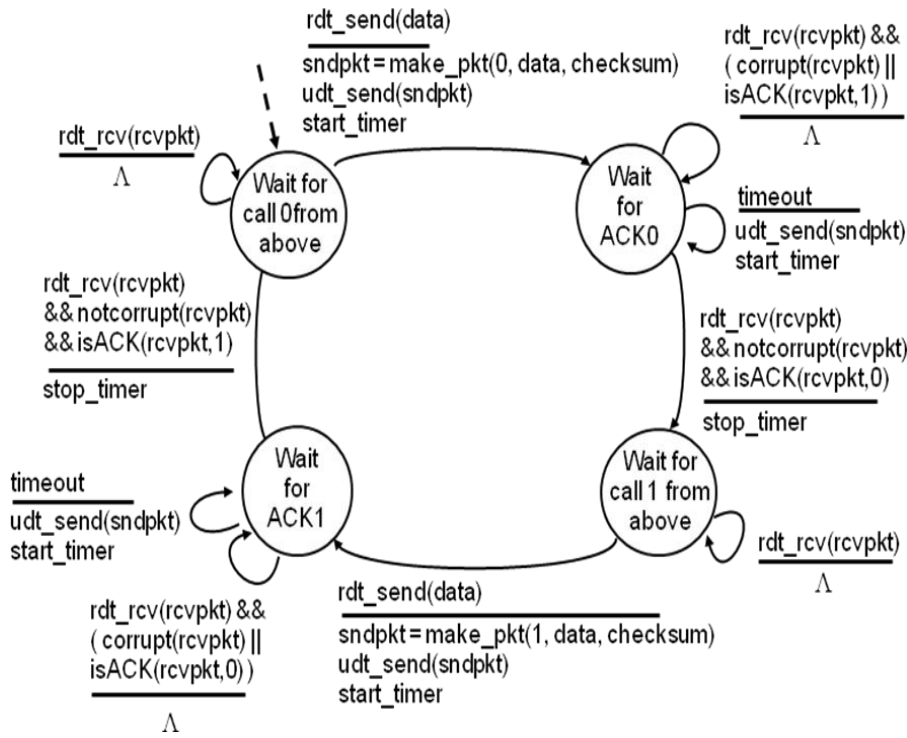 rdt_send(data)
sndpkt=make_pkt(0, data, checksum)
udt_send(sndpkt)
start_timer
rdt_rcv(rcvpkt) &&
( corrupt(rcvpkt) ||
isACK(rcvpkt,1) )
Λ
rdt_rcv(rcvpkt)
Λ
Wait for
call 0from
above
Wait
for
ACK0
timeout
udt_send(sndpkt)
start_timer
rdt_rcv(rcvpkt)
&& notcorrupt(rcvpkt)
&& isACK(rcvpkt,1)
stop_timer
rdt_rcv(rcvpkt)
&& notcorrupt(rcvpkt)
&& isACK(rcvpkt,0)
stop_timer
Wait
for
ACK1
Wait for
call 1 from
above
timeout
udt_send(sndpkt)
start_timer
rdt_rcv(rcvpkt)
Λ
rdt_rcv(rcvpkt) &&
( corrupt(rcvpkt) ||
isACK(rcvpkt,0) )
Λ
rdt_send(data)
sndpkt=make_pkt(1, data, checksum)
udt_send(sndpkt)
start_timer